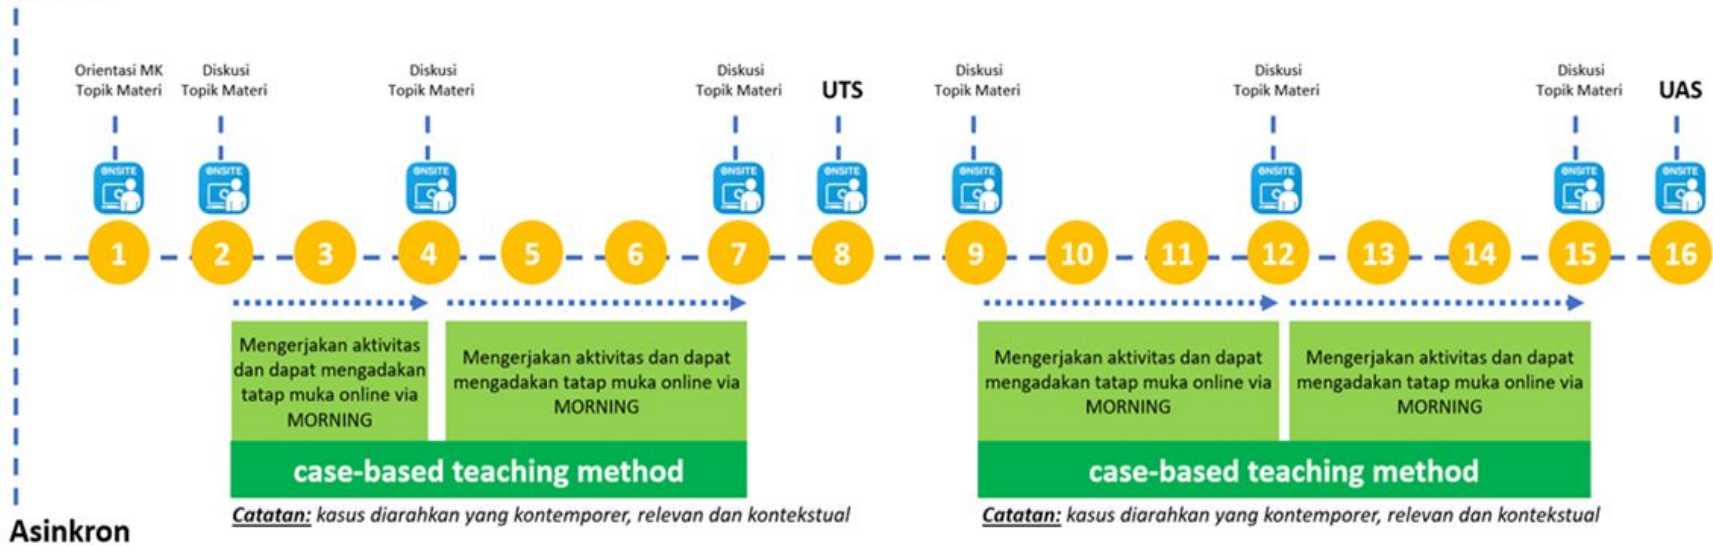 Orientasi MK
Topik Materi
Diskusi
Topik Materi
Diskusi
Topik Materi
Diskusi
Topik Materi
UTS
Diskusi
Topik Materi
Diskusi
Topik Materi
Diskusi
Topik Materi
UAS
ONSITE
ONSITE
ONSITE
ONSITE
ONSITE
ONSITE
ONSITE
ONSITE
ONSITE
1
2
3
4
5
6
7
8
9
10
11
12
13
14
15
16
Mengerjakan aktivitas
dan dapat mengadakan
tatap muka online via
MORNING
Mengerjakan aktivitas dan dapat
mengadakan tatap muka online via
MORNING
Mengerjakan aktivitas dan dapat
mengadakan tatap muka online via
MORNING
Mengerjakan aktivitas dan dapat
mengadakan tatap muka online via
MORNING
case-based teaching method
case-based teaching method
Catatan: kasus diarahkan yang kontemporer, relevan dan kontekstual
Catatan: kasus diarahkan yang kontemporer, relevan dan kontekstual
Asinkron